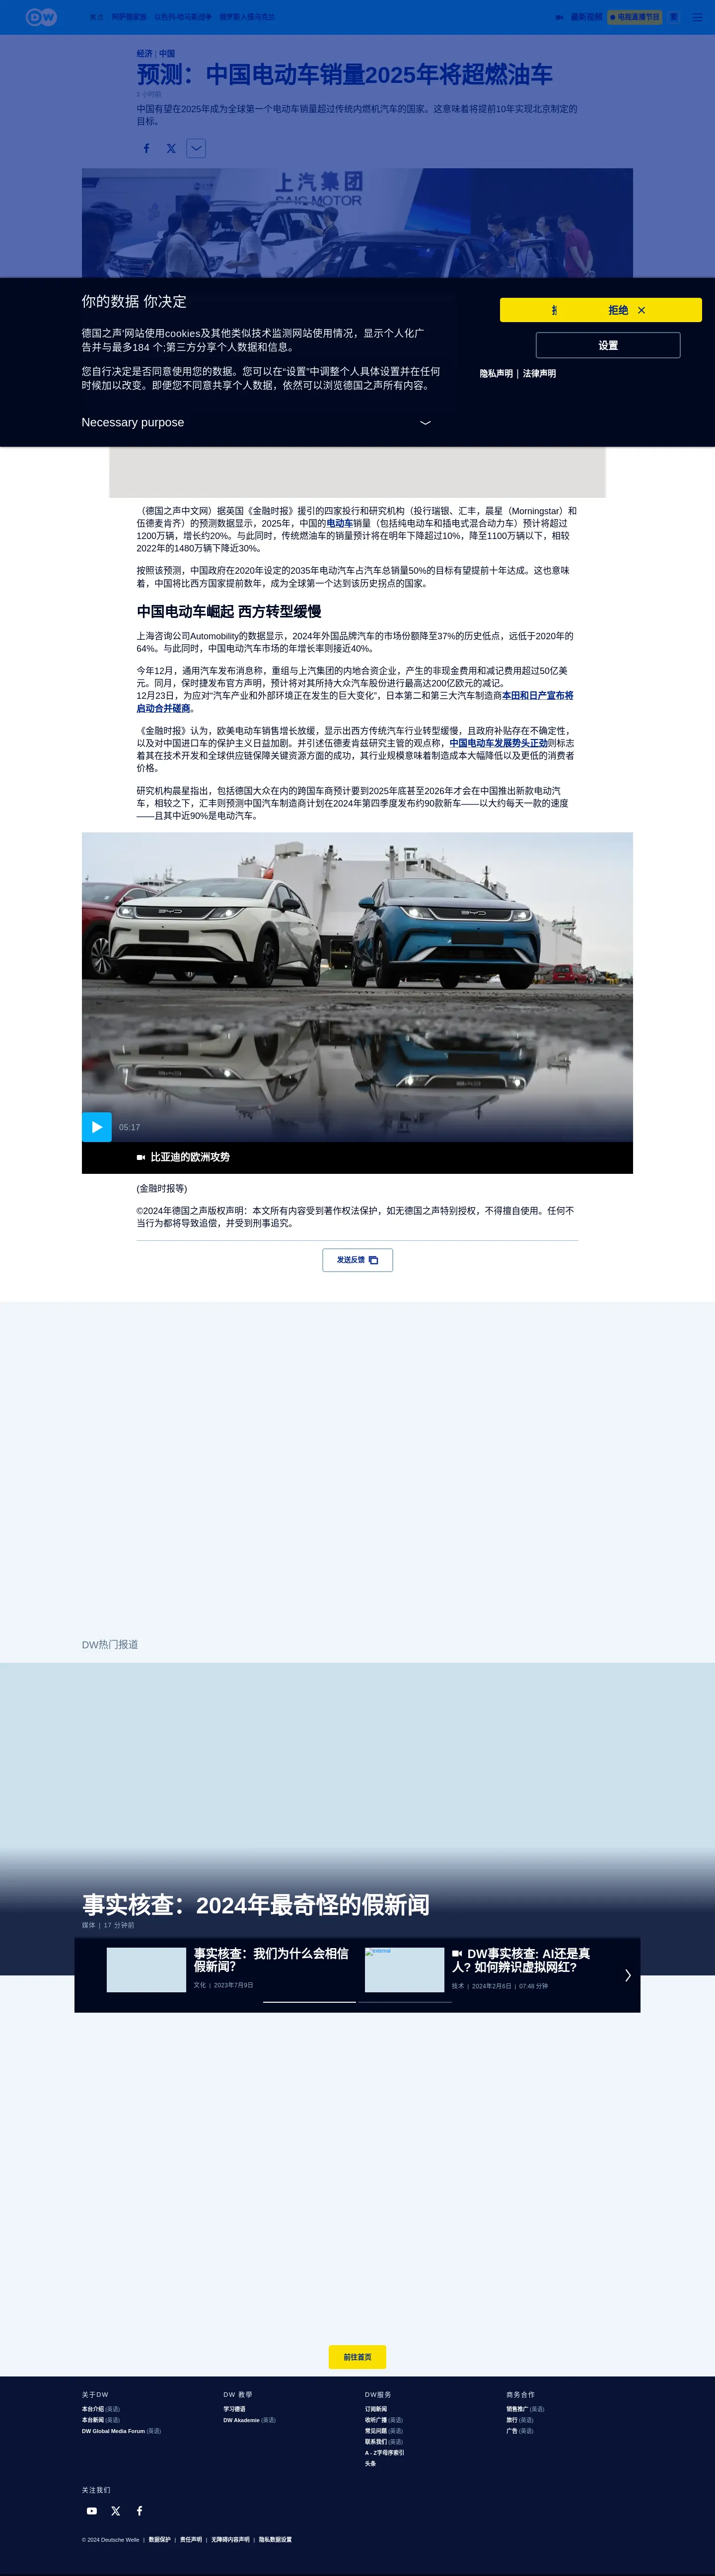 DW
焦点 阿萨德家族 以色列-哈马斯战争 俄罗斯入侵乌克兰
最新视频
电视直播节目
经济 | 中国
预测：中国电动车销量2025年将超燃油车
3 小时前
中国有望在2025年成为全球第一个电动车销量超过传统内燃机汽车的国家。这意味着将提前10年实现北京制定的
目标。
上汽集团
SAIC MOTOR
你的数据 你决定
拒绝
德国之声'网站使用cookies及其他类似技术监测网站使用情况，显示个人化广
告并与最多184 个;第三方分享个人数据和信息。
设置
您自行决定是否同意使用您的数据。您可以在“设置”中调整个人具体设置并在任何
时候加以改变。即便您不同意共享个人数据，依然可以浏览德国之声所有内容。
隐私声明 | 法律声明
Necessary purpose
（德国之声中文网）据英国《金融时报》援引的四家投行和研究机构（投行瑞银、汇丰，晨星（Morningstar）和
伍德麦肯齐）的预测数据显示，2025年，中国的电动车销量（包括纯电动车和插电式混合动力车）预计将超过
1200万辆，增长约20%。与此同时，传统燃油车的销量预计将在明年下降超过10%，降至1100万辆以下，相较
2022年的1480万辆下降近30%。
按照该预测，中国政府在2020年设定的2035年电动汽车占汽车总销量50%的目标有望提前十年达成。这也意味
着，中国将比西方国家提前数年，成为全球第一个达到该历史拐点的国家。
中国电动车崛起 西方转型缓慢
上海咨询公司Automobility的数据显示，2024年外国品牌汽车的市场份额降至37%的历史低点，远低于2020年的
64%。与此同时，中国电动汽车市场的年增长率则接近40%。
今年12月，通用汽车发布消息称，重组与上汽集团的内地合资企业，产生的非现金费用和减记费用超过50亿美
元。同月，保时捷发布官方声明，预计将对其所持大众汽车股份进行最高达200亿欧元的减记。
12月23日，为应对“汽车产业和外部环境正在发生的巨大变化”，日本第二和第三大汽车制造商本田和日产宣布将
启动合并磋商。
《金融时报》认为，欧美电动车销售增长放缓，显示出西方传统汽车行业转型缓慢，且政府补贴存在不确定性，
以及对中国进口车的保护主义日益加剧。并引述伍德麦肯兹研究主管的观点称，中国电动车发展势头正劲则标志
着其在技术开发和全球供应链保障关键资源方面的成功，其行业规模意味着制造成本大幅降低以及更低的消费者
价格。
研究机构晨星指出，包括德国大众在内的跨国车商预计要到2025年底甚至2026年才会在中国推出新款电动汽
车，相较之下，汇丰则预测中国汽车制造商计划在2024年第四季度发布约90款新车——以大约每天一款的速度
——且其中近90%是电动汽车。
BYD BYD
05:17
比亚迪的欧洲攻势
(金融时报等)
©2024年德国之声版权声明：本文所有内容受到著作权法保护，如无德国之声特别授权，不得擅自使用。任何不
当行为都将导致追偿，并受到刑事追究。
发送反馈
DW热门报道
事实核查：2024年最奇怪的假新闻
媒体 | 17 分钟前
事实核查：我们为什么会相信
假新闻？
文化 | 2023年7月9日
external
DW事实核查: AI还是真
人? 如何辨识虚拟网红?
技术 | 2024年2月6日 | 07:48 分钟
前往首页
关于DW
本台介绍 (英语)
本台新闻 (英语)
DW Global Media Forum (英语)
DW 教學
学习德语
DW Akademie (英语)
DW服务
订阅新闻
收听广播 (英语)
常见问题 (英语)
联系我们 (英语)
A - Z字母序索引
头条
商务合作
销售推广 (英语)
旅行 (英语)
广告 (英语)
关注我们
© 2024 Deutsche Welle | 数据保护 | 责任声明 | 无障碍内容声明 | 隐私数据设置